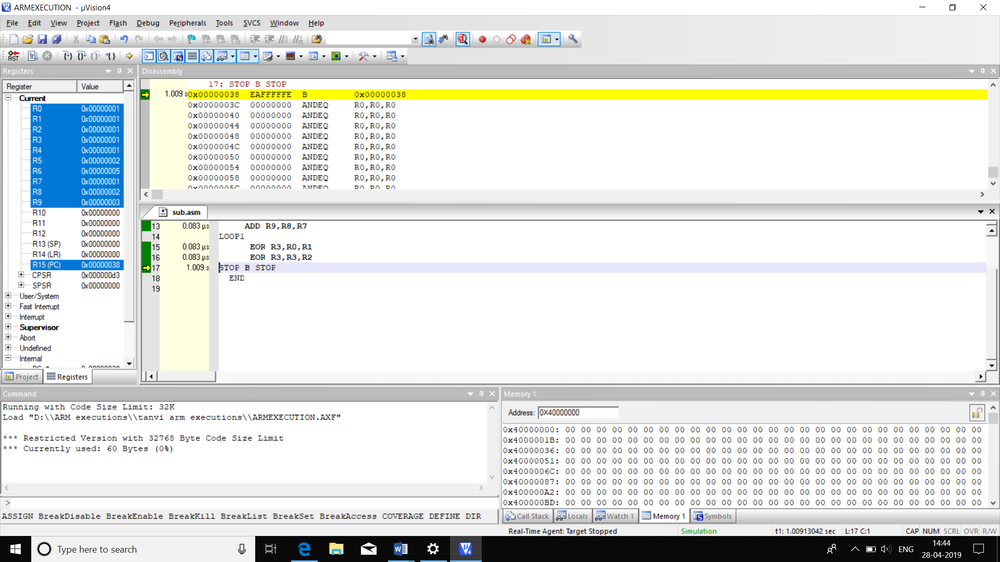 ARMEXECUTION - µVision4
File Edit View Project Flash Debug Peripherals Tools SVCS Window Help
Registers
Register Value
Current
R0 0x00000001
R1 0x00000001
R2 0x00000001
R3 0x00000001
R4 0x00000001
R5 0x00000002
R6 0x00000005
R7 0x00000001
R8 0x00000002
R9 0x00000003
R10 0x00000000
R11 0x00000000
R12 0x00000000
R13 (SP) 0x00000000
R14 (LR) 0x00000000
R15 (PC) 0x00000038
CPSR 0x000000d3
SPSR 0x00000000
User/System
Fast Interrupt
Interrupt
Supervisor
Abort
Undefined
Internal
Project Registers
Disassembly
17: STOP B STOP
1.009 s 0x00000038 EAFFFFFE B 0x00000038
0x0000003C 00000000 ANDEQ R0,R0,R0
0x00000040 00000000 ANDEQ R0,R0,R0
0x00000044 00000000 ANDEQ R0,R0,R0
0x00000048 00000000 ANDEQ R0,R0,R0
0x0000004C 00000000 ANDEQ R0,R0,R0
0x00000050 00000000 ANDEQ R0,R0,R0
0x00000054 00000000 ANDEQ R0,R0,R0
0x00000058 00000000 ANDEQ R0,R0,R0
0x0000005C 00000000 ANDEQ R0,R0,R0
sub.asm
13 0.083 µs ADD R9,R8,R7
14 LOOP1
15 0.083 µs EOR R3,R0,R1
16 0.083 µs EOR R3,R3,R2
17 1.009 s STOP B STOP
18 END
19
Command
Running with Code Size Limit: 32K
Load "D:\\ARM executions\\tanvi arm executions\\ARMEXECUTION.AXF"
*** Restricted Version with 32768 Byte Code Size Limit
*** Currently used: 60 Bytes (0%)
>
ASSIGN BreakDisable BreakEnable BreakKill BreakList BreakSet BreakAccess COVERAGE DEFINE DIR
Memory 1
Address: 0X40000000
0x40000000: 00 00 00 00 00 00 00 00 00 00 00 00 00 00 00 00 00 00 00 00 00 00 00 00 00 00 00
0x4000001B: 00 00 00 00 00 00 00 00 00 00 00 00 00 00 00 00 00 00 00 00 00 00 00 00 00 00 00
0x40000036: 00 00 00 00 00 00 00 00 00 00 00 00 00 00 00 00 00 00 00 00 00 00 00 00 00 00 00
0x40000051: 00 00 00 00 00 00 00 00 00 00 00 00 00 00 00 00 00 00 00 00 00 00 00 00 00 00 00
0x4000006C: 00 00 00 00 00 00 00 00 00 00 00 00 00 00 00 00 00 00 00 00 00 00 00 00 00 00 00
0x40000087: 00 00 00 00 00 00 00 00 00 00 00 00 00 00 00 00 00 00 00 00 00 00 00 00 00 00 00
0x400000A2: 00 00 00 00 00 00 00 00 00 00 00 00 00 00 00 00 00 00 00 00 00 00 00 00 00 00 00
0x400000BD: 00 00 00 00 00 00 00 00 00 00 00 00 00 00 00 00 00 00 00 00 00 00 00 00 00 00 00
Call Stack Locals Watch 1 Memory 1 Symbols
Real-Time Agent: Target Stopped Simulation t1: 1.00913042 sec L:17 C:1 CAP NUM SCRL OVR R/W
Type here to search
ENG
14:44
28-04-2019